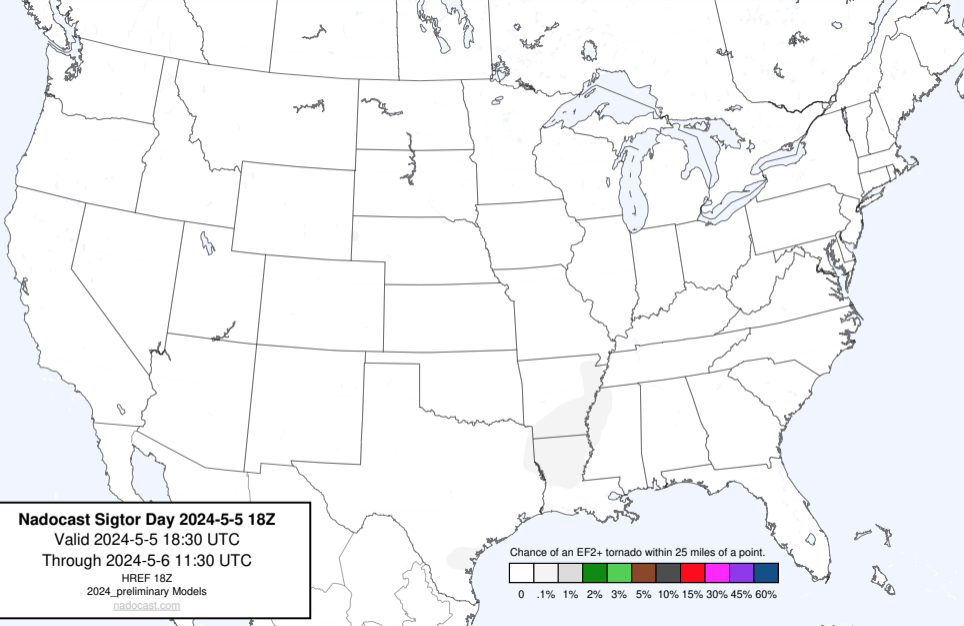 Nadocast Sigtor Day 2024-5-5 18Z
Valid 2024-5-5 18:30 UTC
Through 2024-5-6 11:30 UTC
HREF 18Z
2024_preliminary Models
nadocast.com
Chance of an EF2+ tornado within 25 miles of a point.
0 .1% 1% 2% 3% 5% 10% 15% 30% 45% 60%